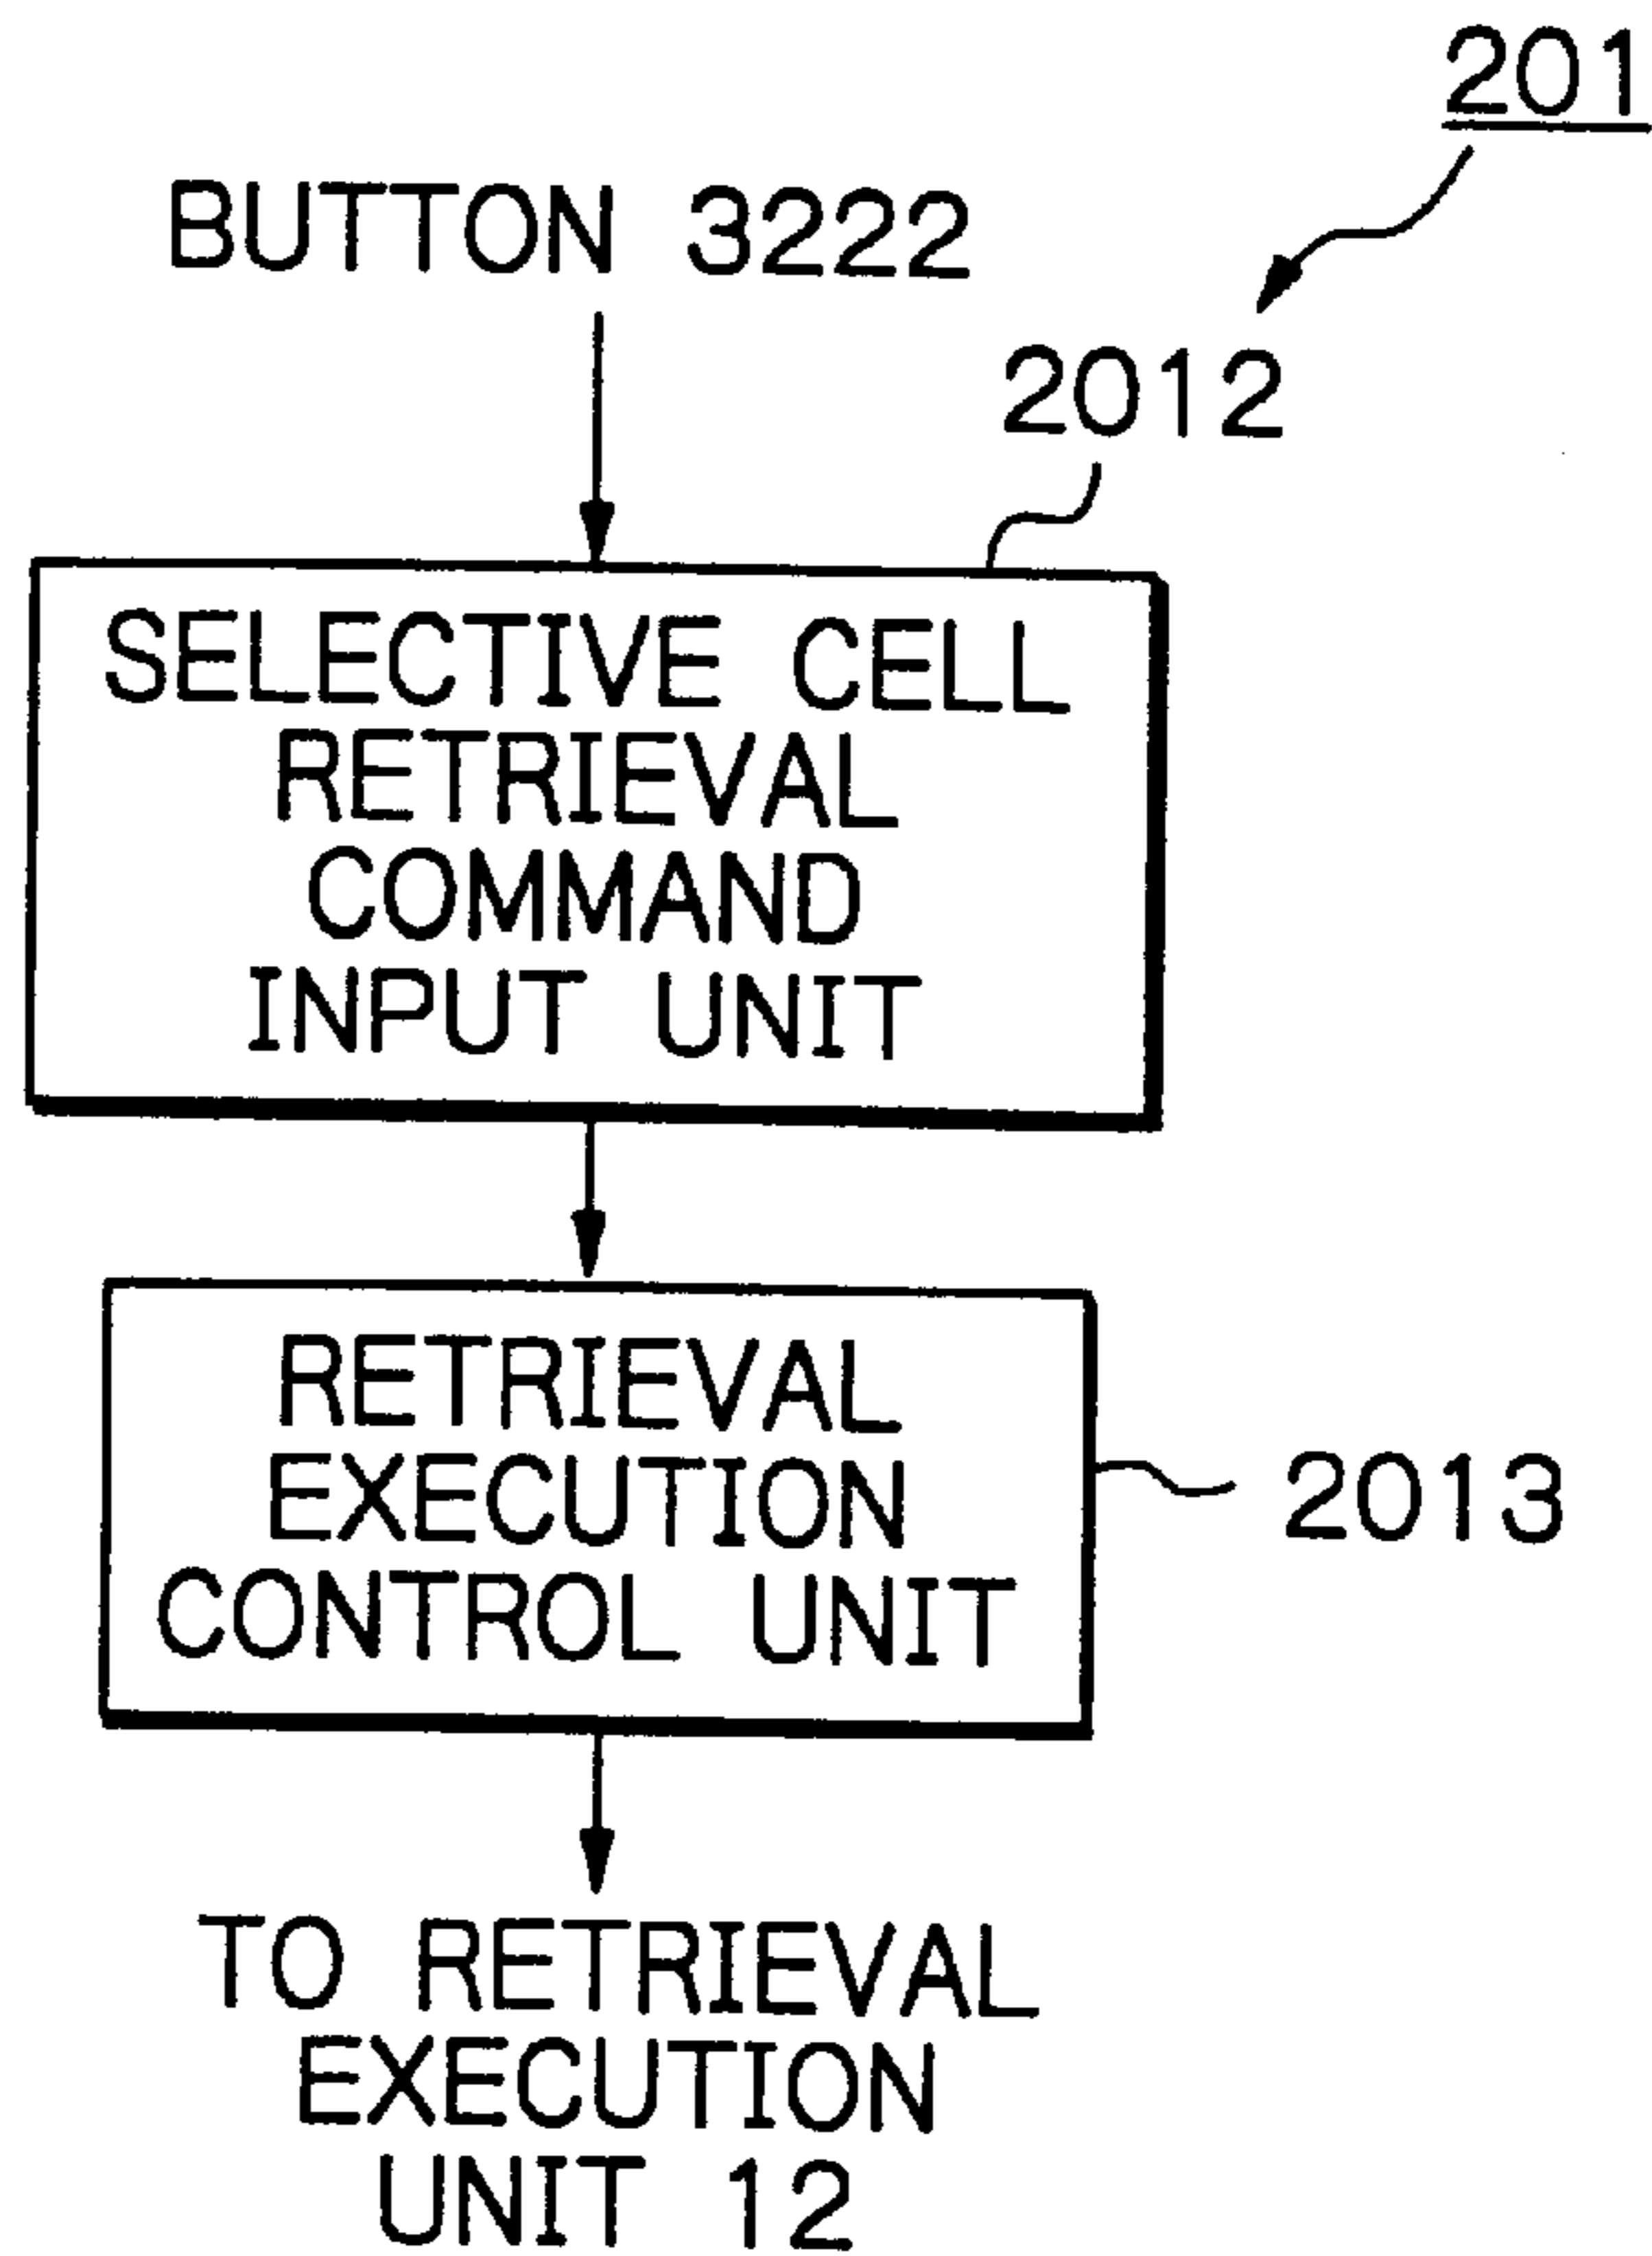 201
BUTTON 3222
2012
SELECTIVE CELL
RETRIEVAL
COMMAND
INPUT UNIT
RETRIEVAL
EXECUTION
CONTROL UNIT
2013
TO RETRIEVAL
EXECUTION
UNIT 12